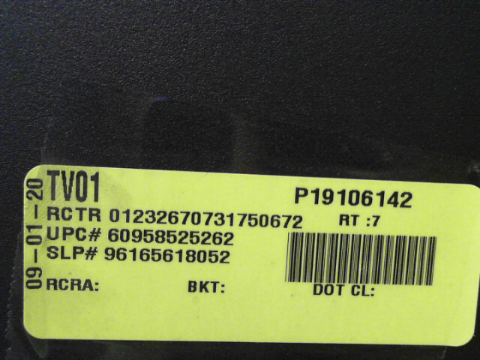 09-01-20
TV01
P19106142
RCTR 01232670731750672 RT :7
UPC# 60958525262
SLP# 96165618052
RCRA: BKT: DOT CL: